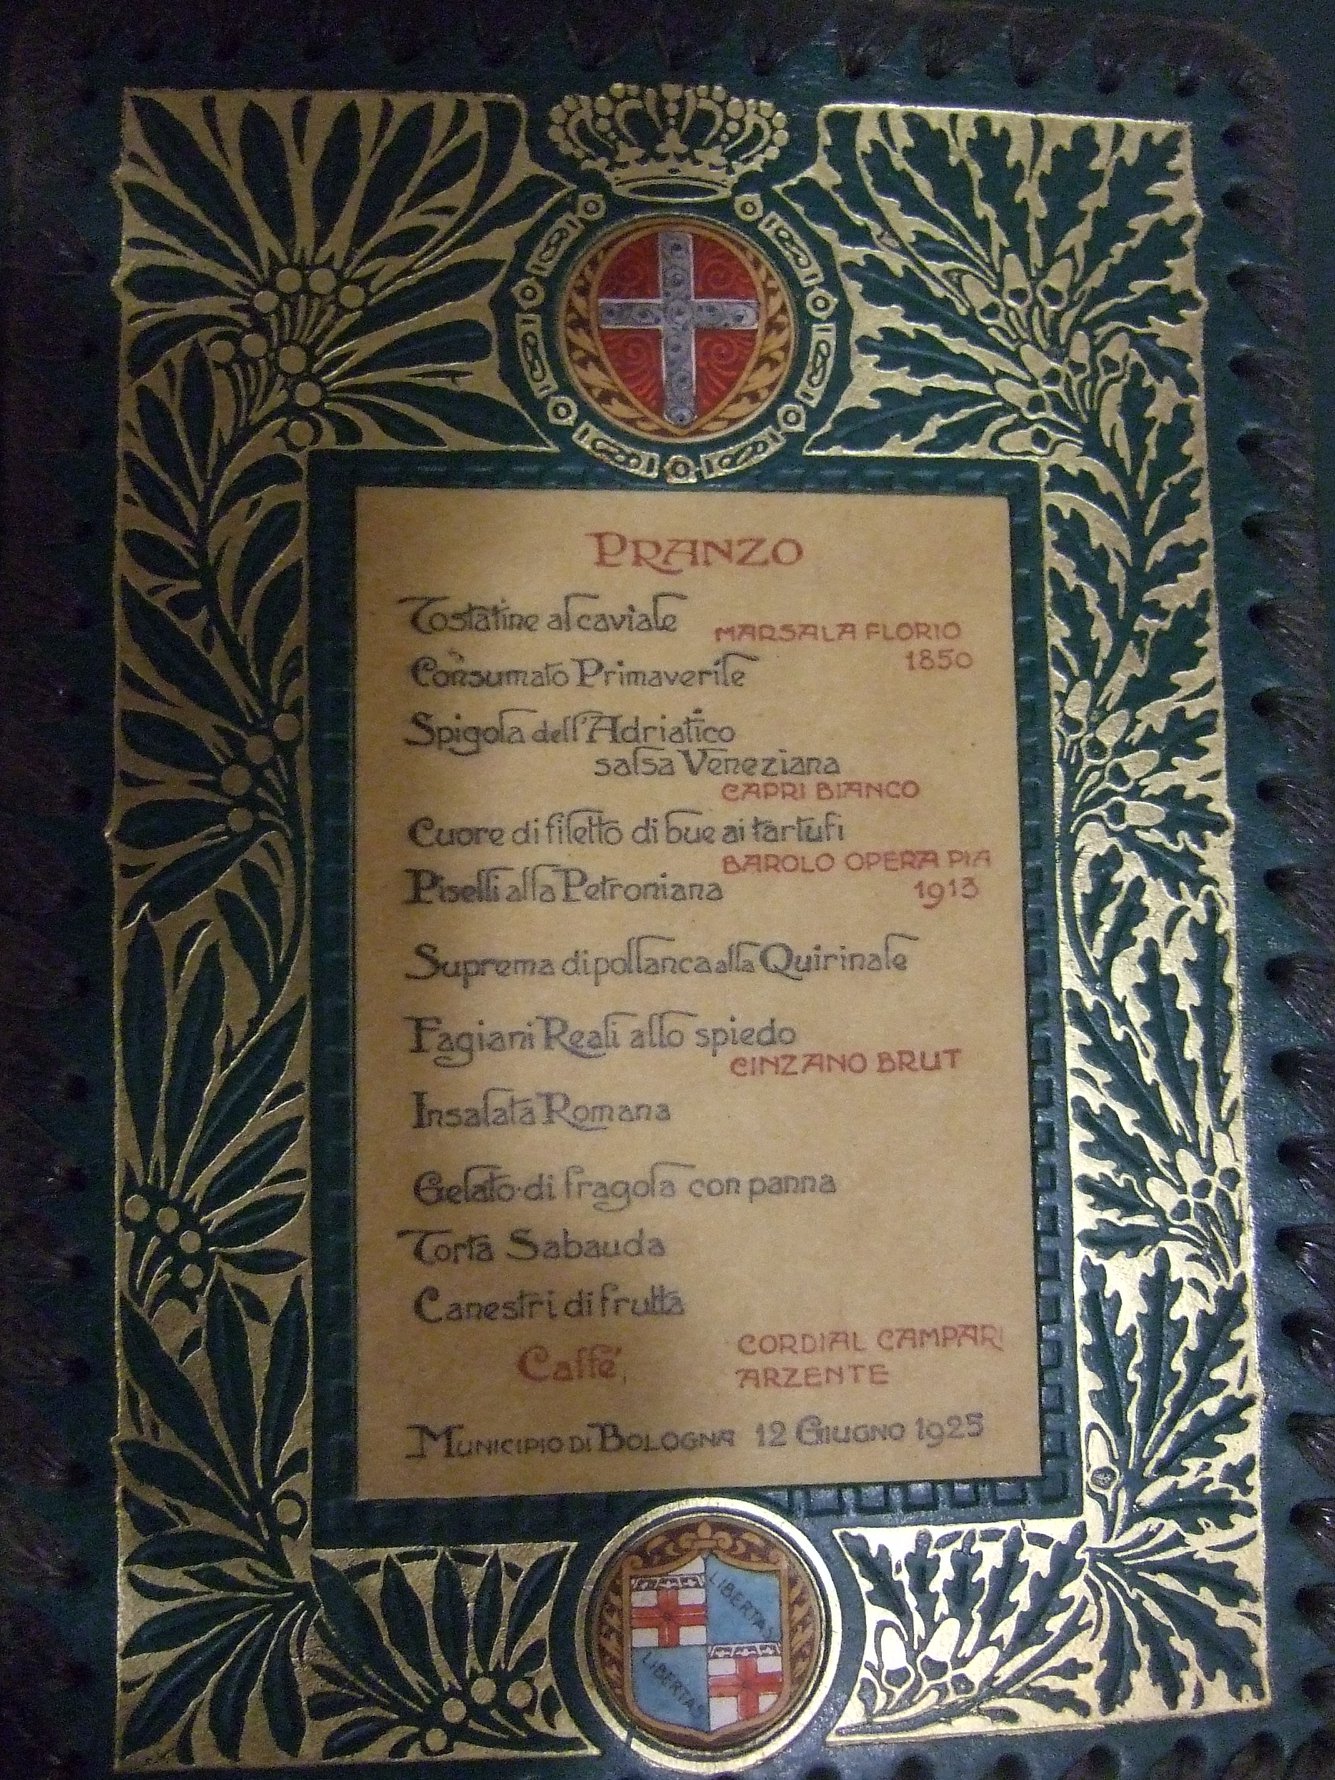 PRANZO
Tostatine al caviale
MARSALA FLORIO
1850
Consumato Primaverile
Spigola dell'Adriatico
salsa Veneziana
CAPRI BIANCO
Cuore di filetto di bue ai tartufi
BAROLO OPERA PIA
1913
Piselli alla Petroniana
Suprema di pollanca alla Quirinale
Fagiani Reali allo spiedo
CINZANO BRUT
Insalata Romana
Gelato di fragola con panna
Torta Sabauda
Canestri di frutta
CORDIAL CAMPARI
Caffé
ARZENTE
MUNICIPIO DI BOLOGNA 12 GIUGNO 1925
LIBERTAS
LIBERTAS